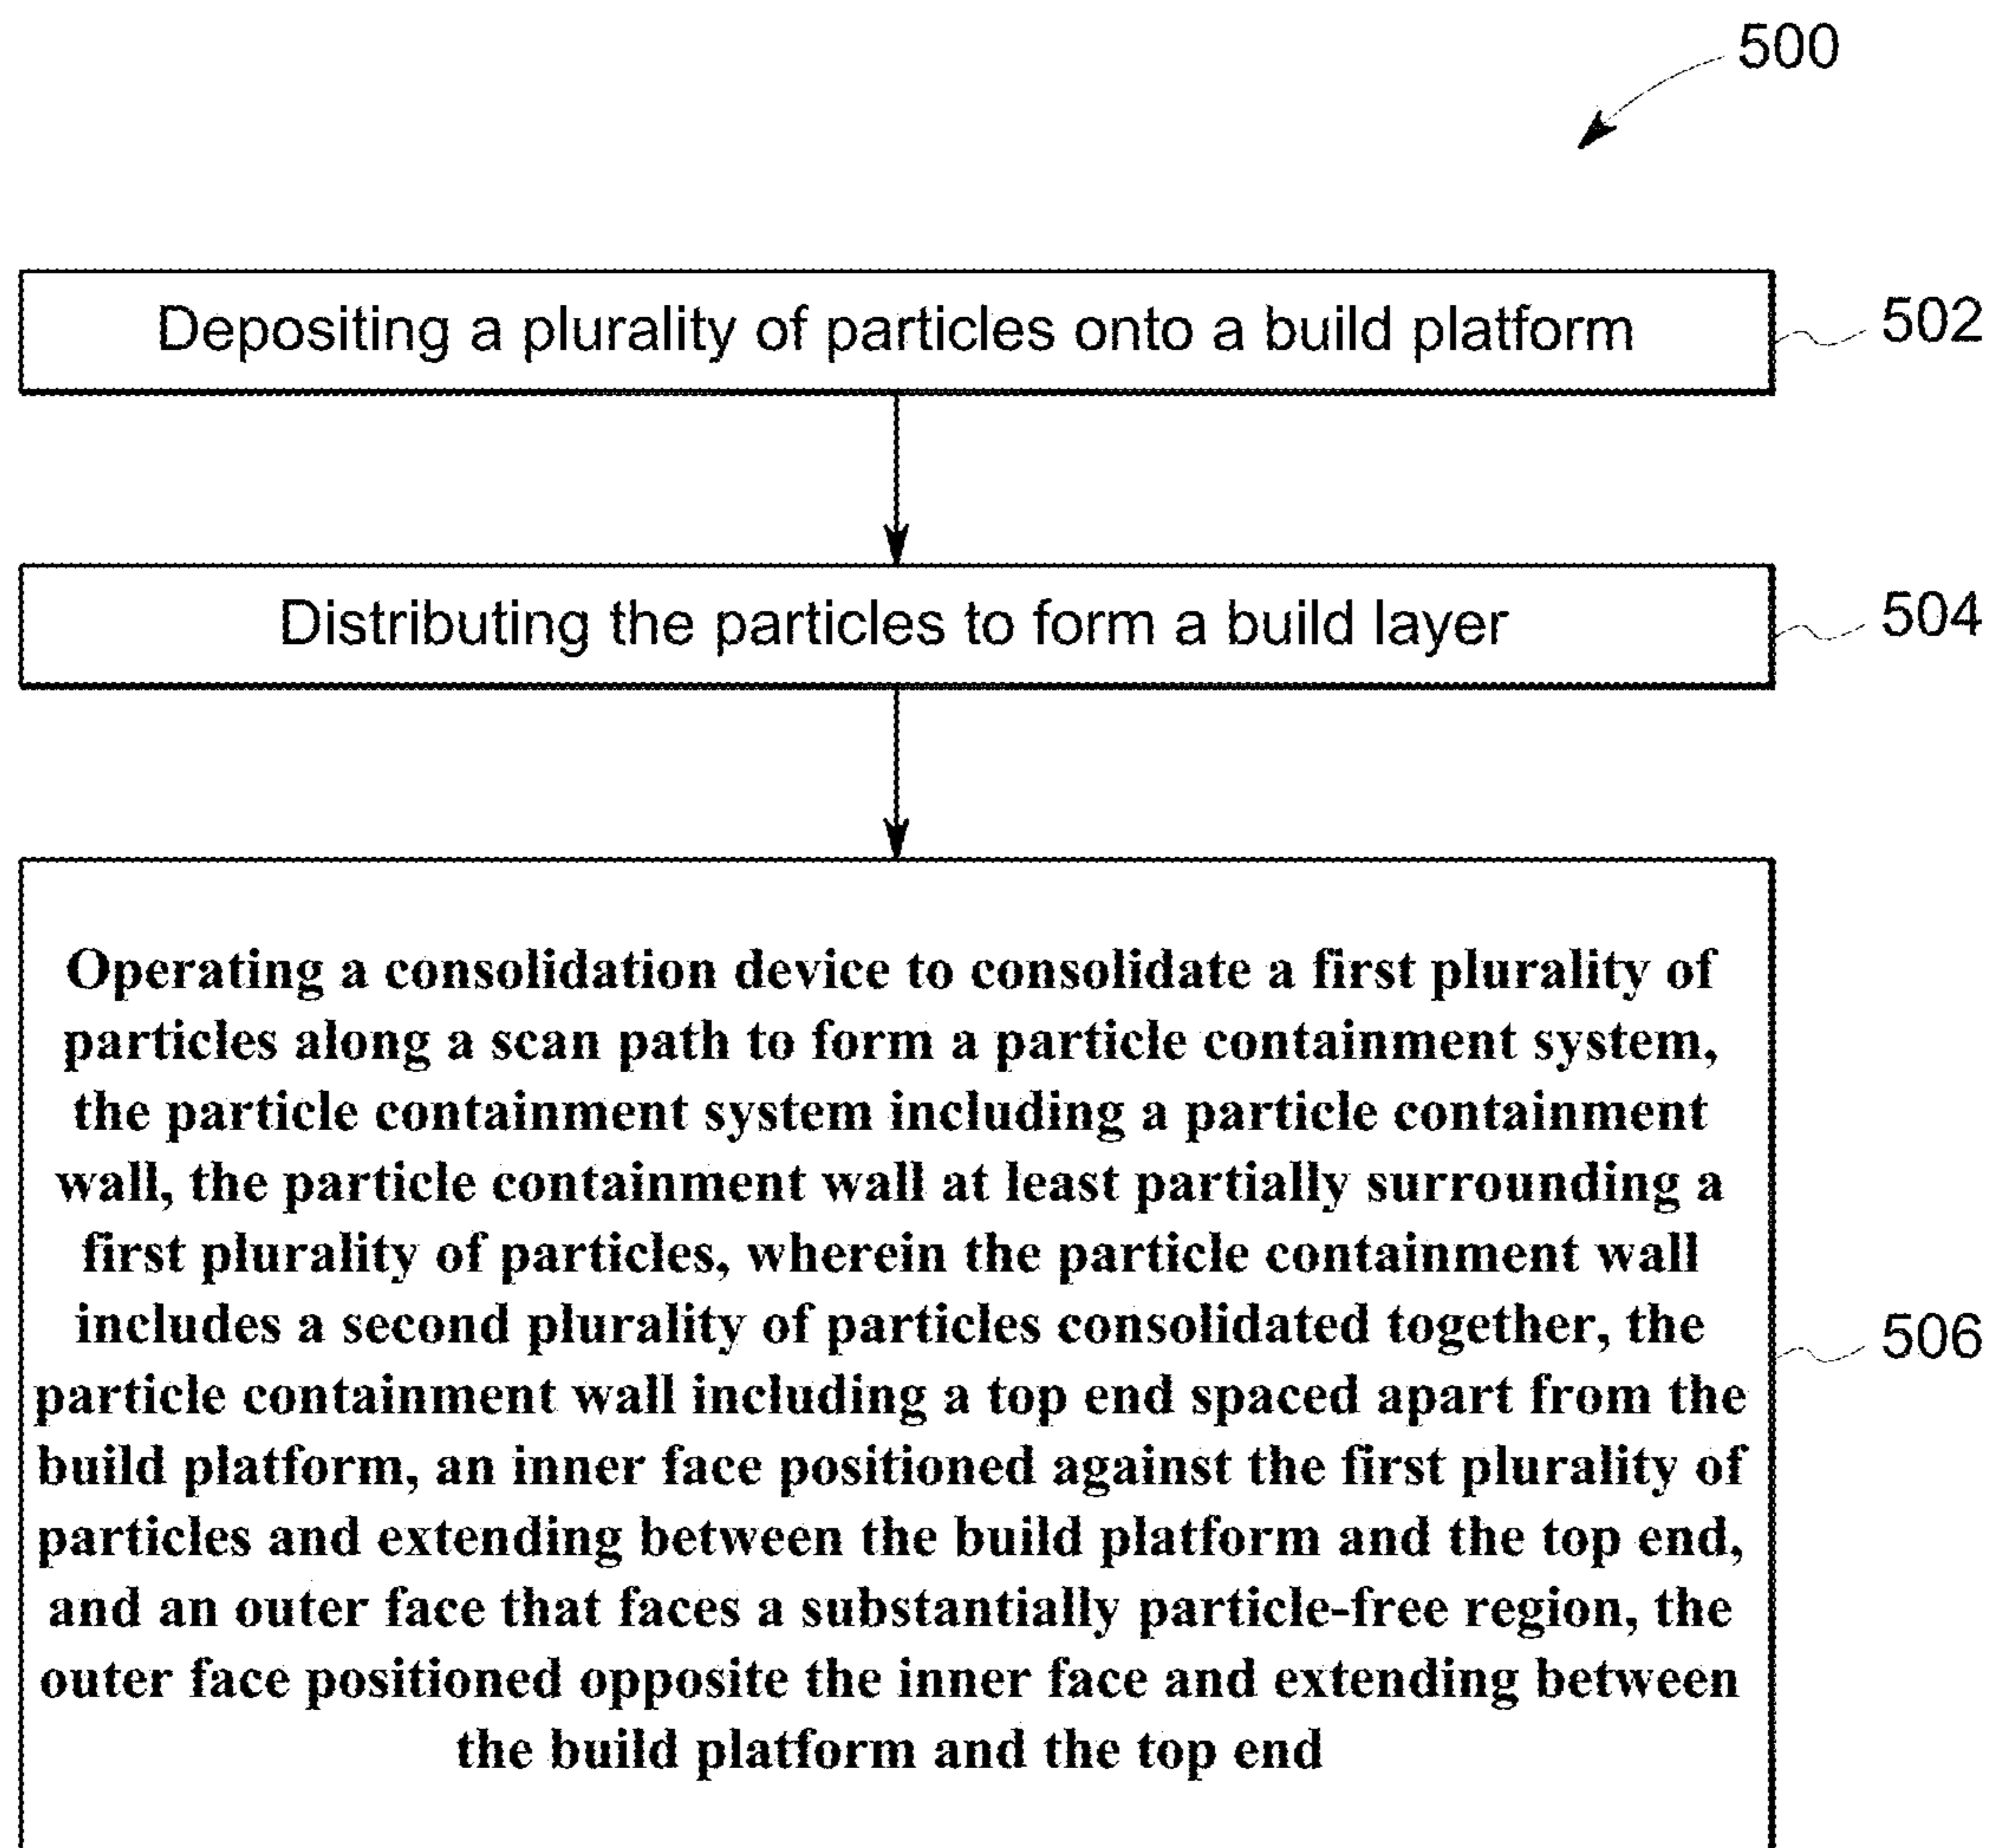 500
Depositing a plurality of particles onto a build platform
502
Distributing the particles to form a build layer
504
Operating a consolidation device to consolidate a first plurality of
particles along a scan path to form a particle containment system,
the particle containment system including a particle containment
wall, the particle containment wall at least partially surrounding a
first plurality of particles, wherein the particle containment wall
includes a second plurality of particles consolidated together, the
particle containment wall including a top end spaced apart from the
build platform, an inner face positioned against the first plurality of
particles and extending between the build platform and the top end,
and an outer face that faces a substantially particle-free region, the
outer face positioned opposite the inner face and extending between
the build platform and the top end
506